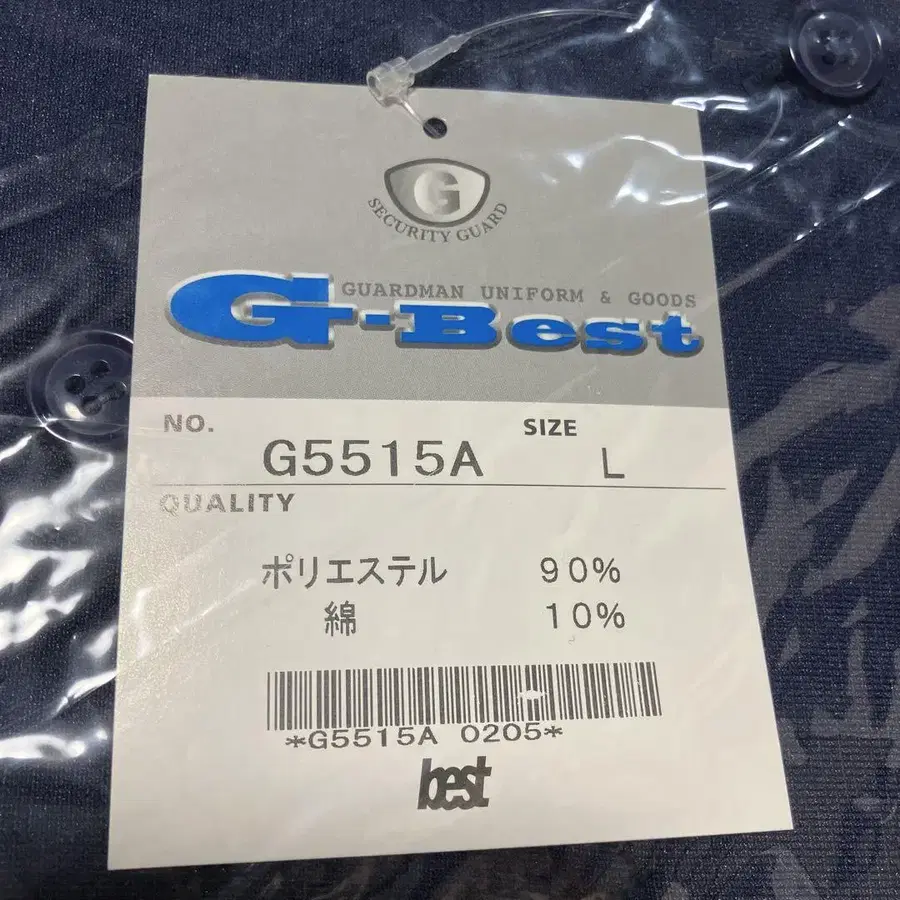 G
SECURITY GUARD
GUARDMAN UNIFORM & GOODS
G-Best
NO.
SIZE
G5515A
L
QUALITY
ポリエステル 90%
綿 10%
*G5515A 0205*
best